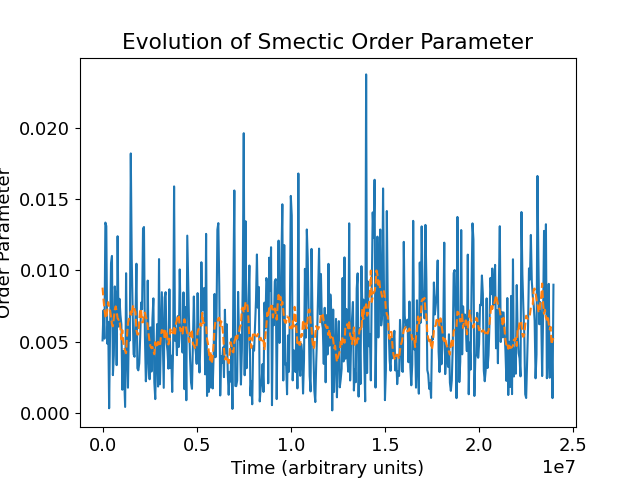 Evolution of Smectic Order Parameter
0.020
0.015
0.010
0.005
0.000
Order Parameter
0.0
0.5
1.0
1.5
2.0
2.5
1e7
Time (arbitrary units)